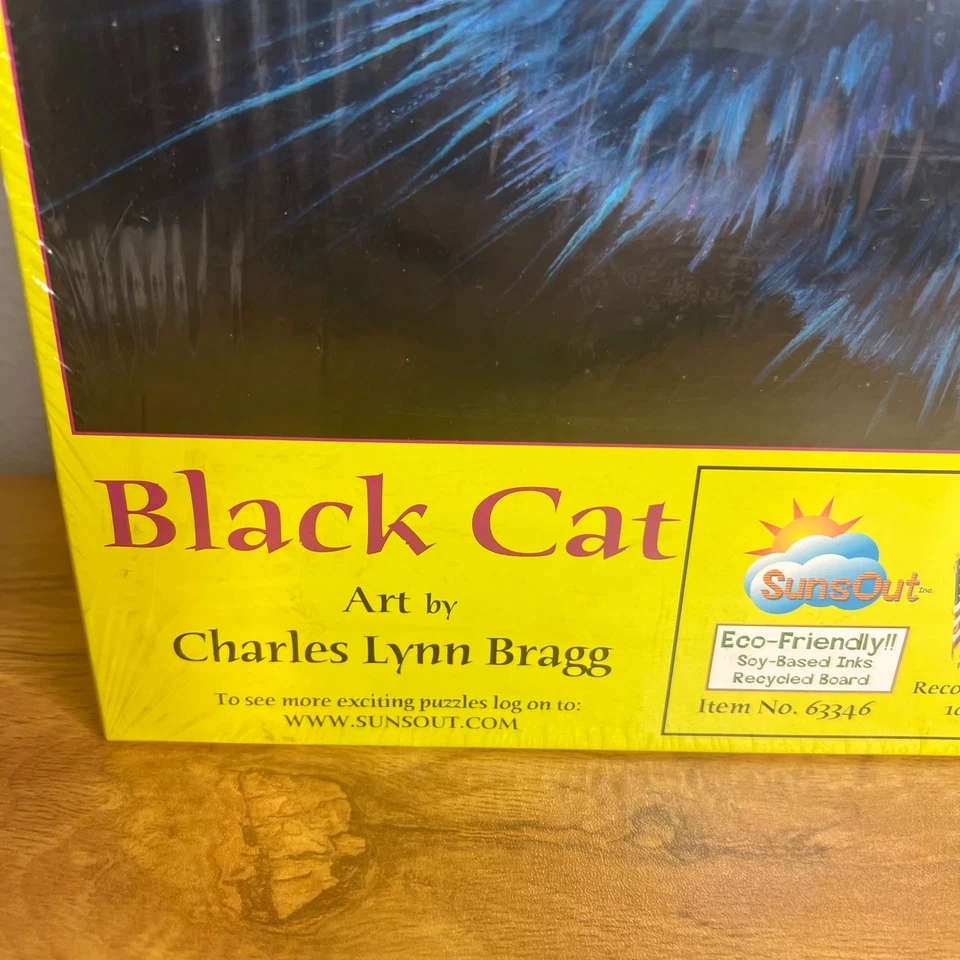 Black Cat
Art by
Charles Lynn Bragg
To see more exciting puzzles log on to:
WWW.SUNSOUT.COM
SunsOut Inc.
Eco-Friendly!!
Soy-Based Inks
Recycled Board
Item No. 63346